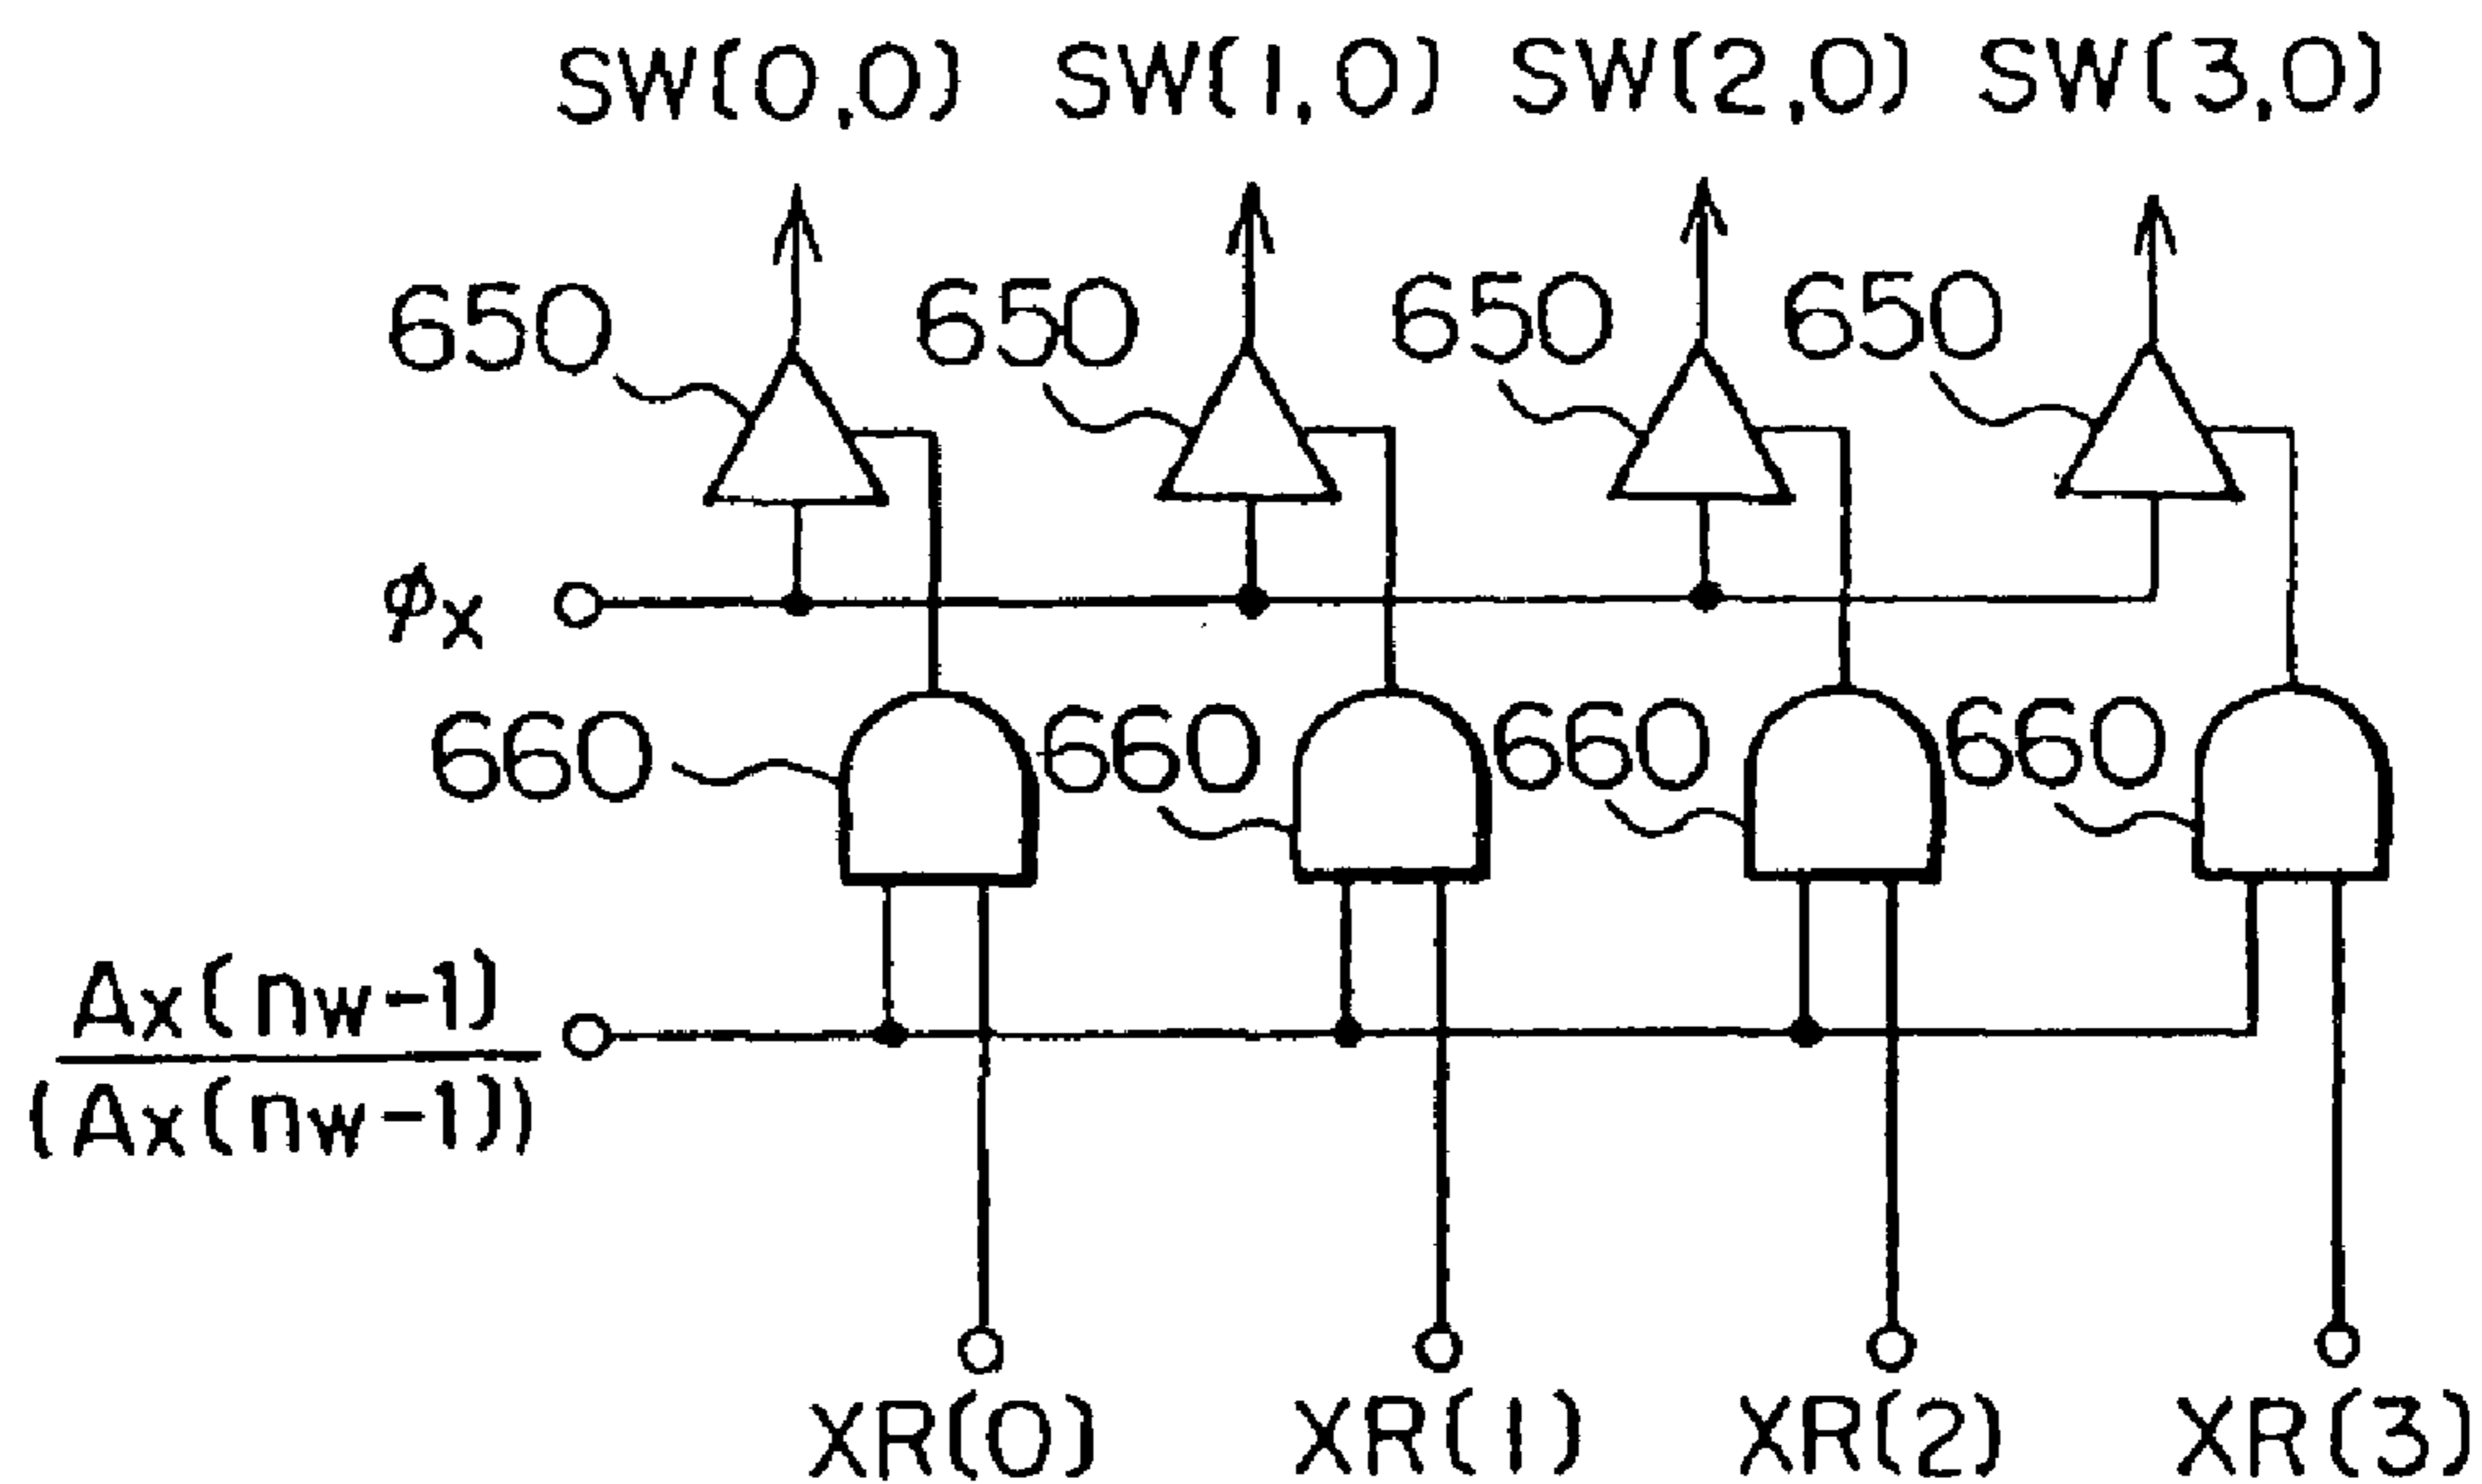 SW(0,0) SW(1,0) SW(2,0) SW(3,0)
650 650 650 650
φx
660 660 660 660
Ax(nw-1)
(Ax(nw-1))
XR(0) XR(1) XR(2) XR(3)